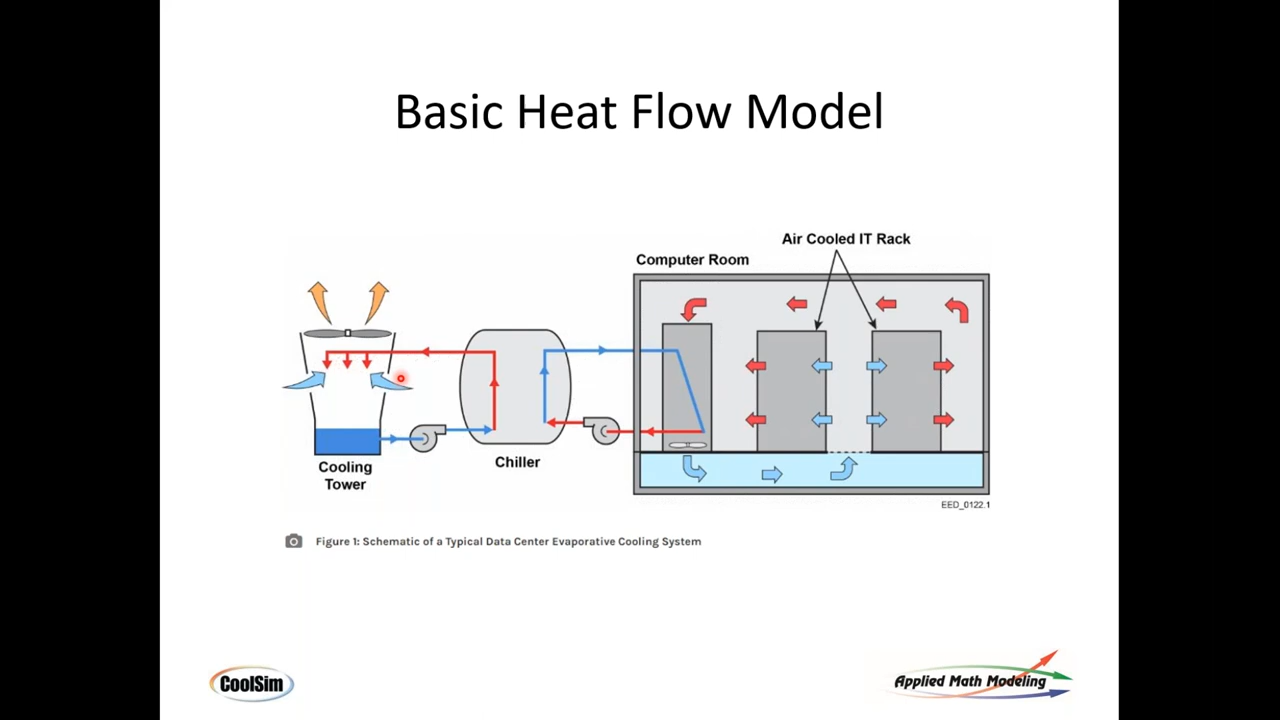 Basic Heat Flow Model
Air Cooled IT Rack
Computer Room
Chiller
Cooling
Tower
EED_0122.1
Figure 1: Schematic of a Typical Data Center Evaporative Cooling System
CoolSim
Applied Math Modeling